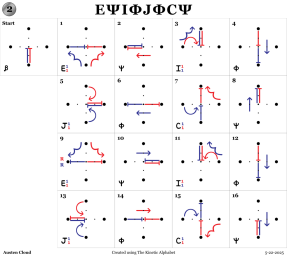 2
EΨIΦJΦCΨ
Start 1 2 3 4
β E Ψ I Φ
5 6 7 8
J Φ C Ψ
9 10 11 12
R
B
E Ψ I Φ
13 14 15 16
J Φ C Ψ
Austen Cloud Created using The Kinetic Alphabet 5-22-2025